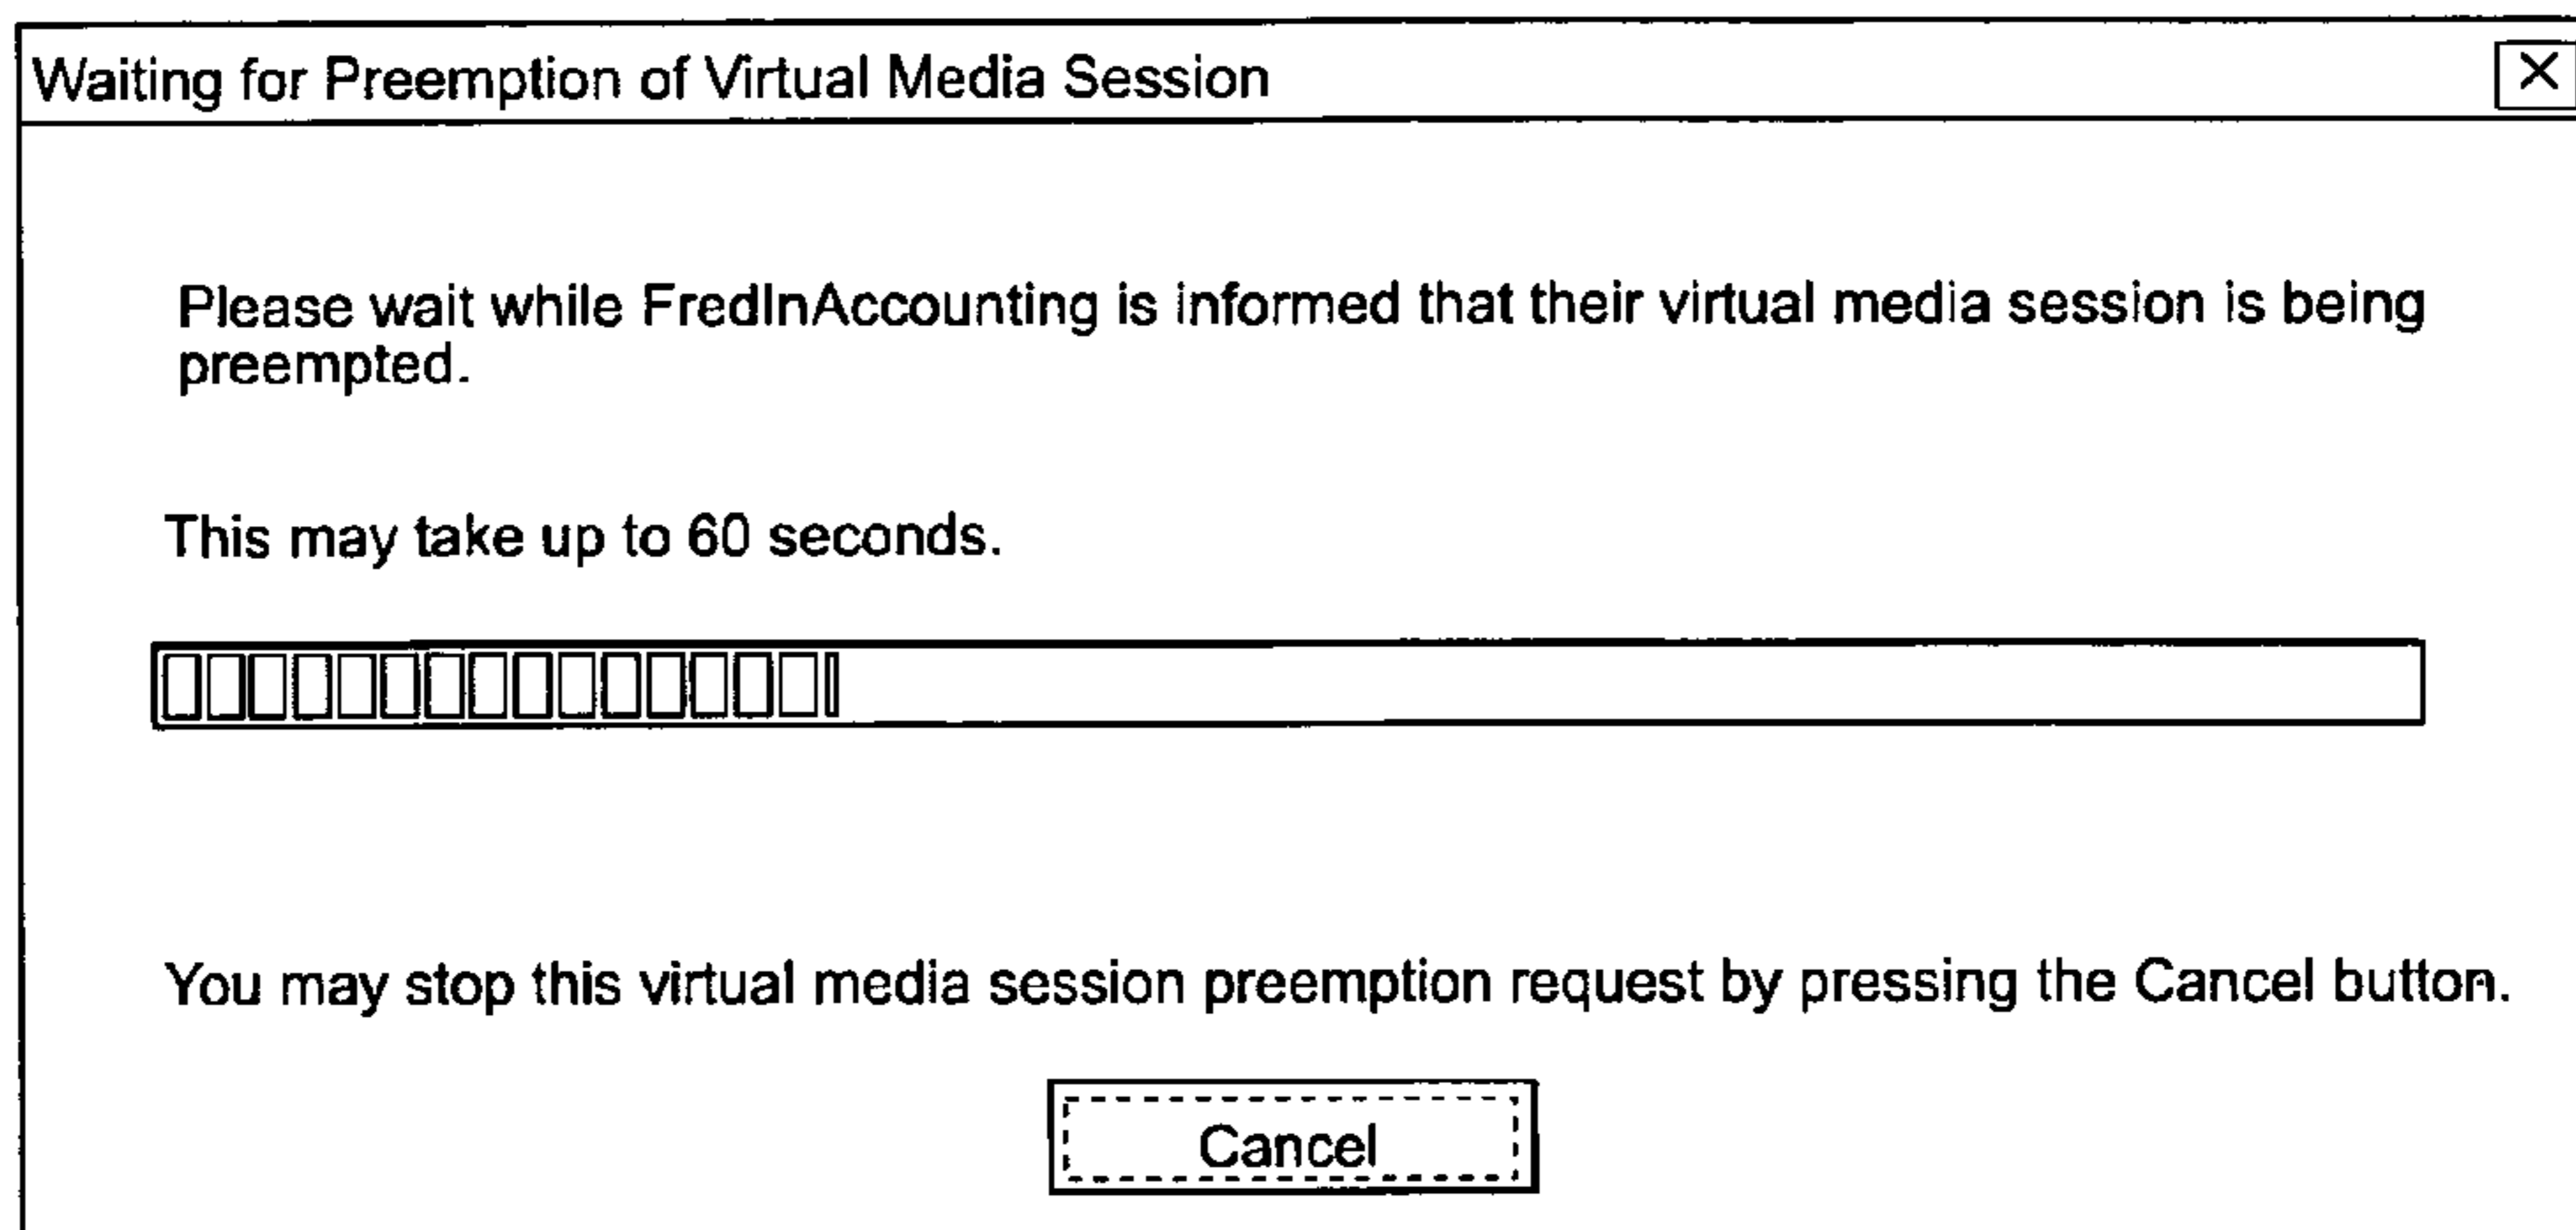 Waiting for Preemption of Virtual Media Session
Please wait while FredInAccounting is informed that their virtual media session is being
preempted.
This may take up to 60 seconds.
You may stop this virtual media session preemption request by pressing the Cancel button.
Cancel